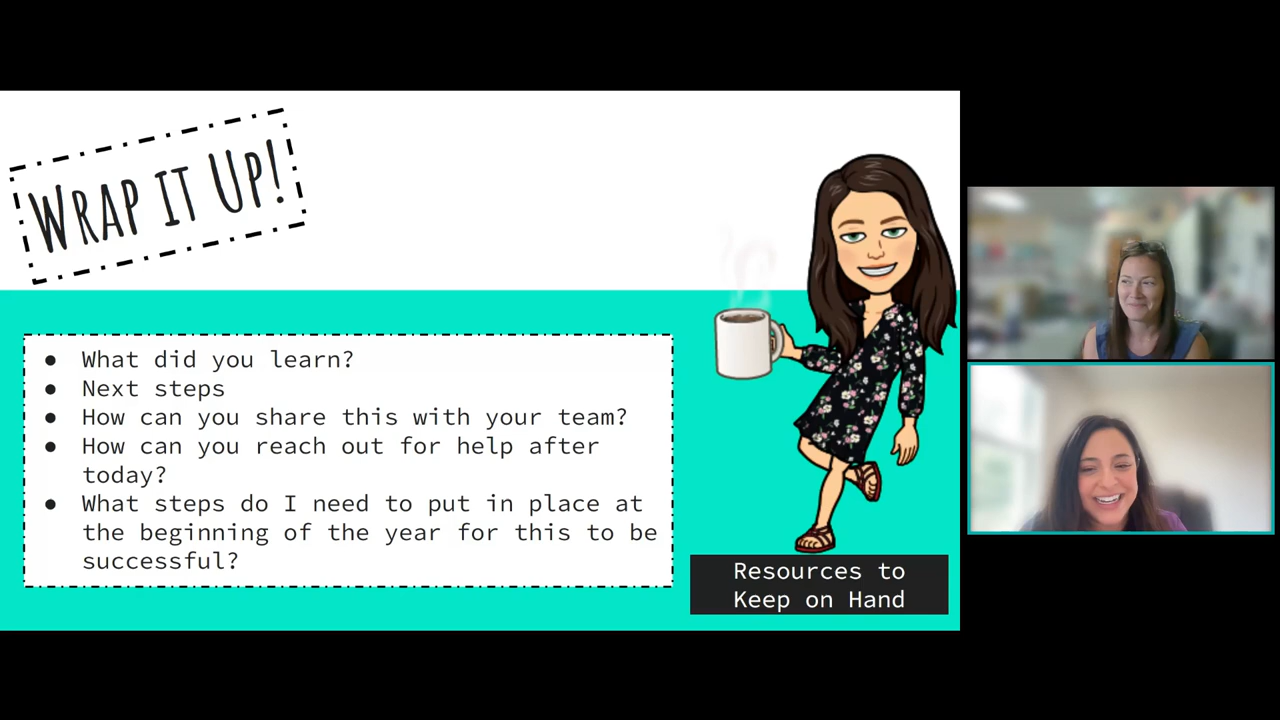 Wrap it Up!
● What did you learn?
● Next steps
● How can you share this with your team?
● How can you reach out for help after
today?
● What steps do I need to put in place at
the beginning of the year for this to be
successful?
Resources to
Keep on Hand